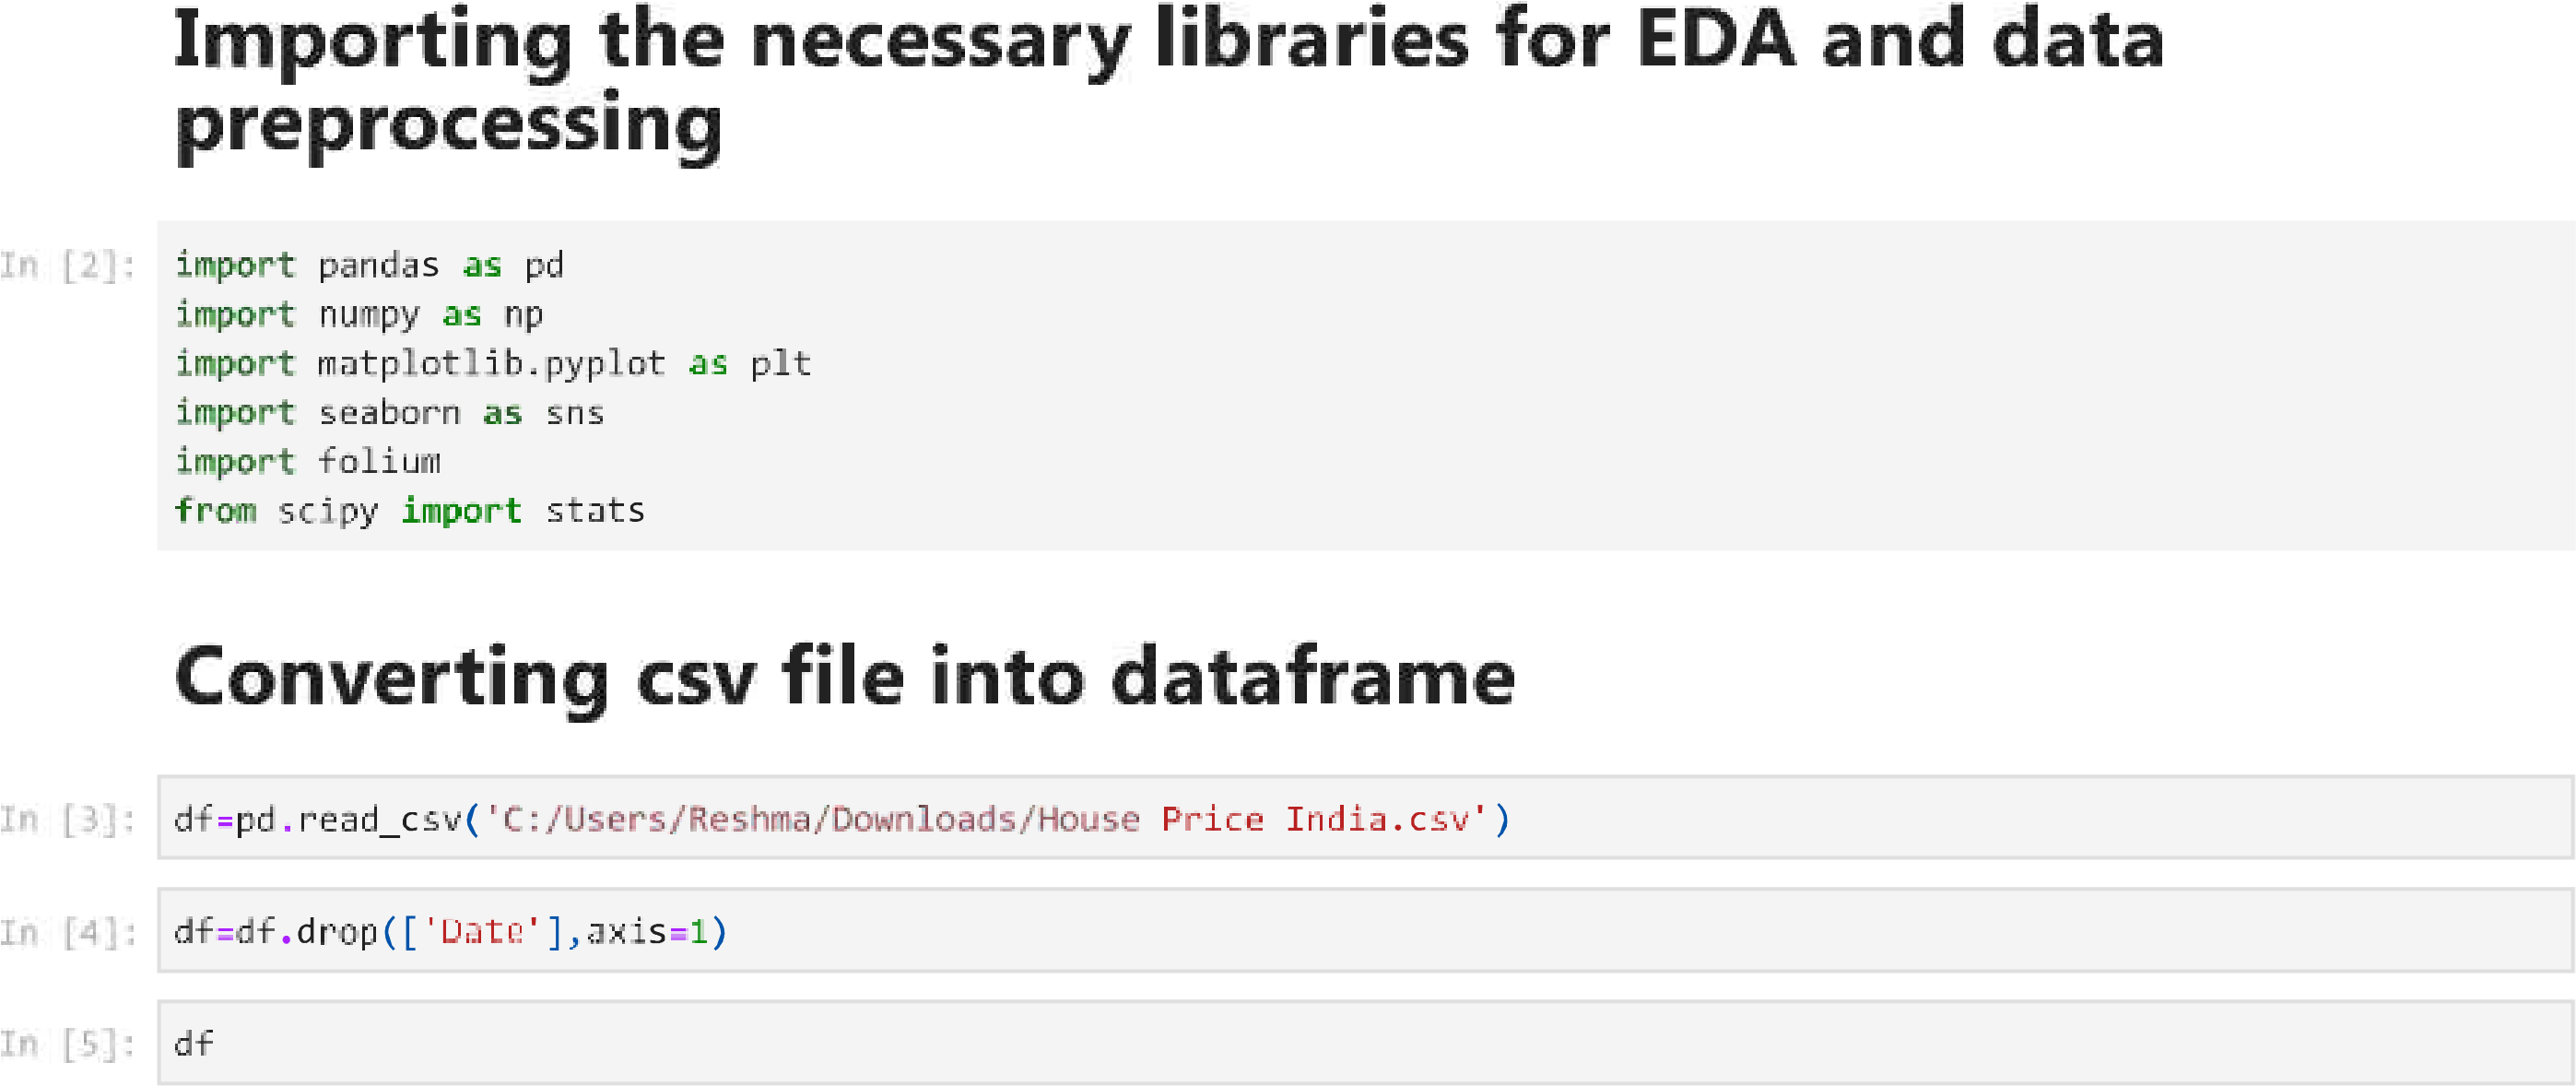 Importing the necessary libraries for EDA and data
preprocessing
In [2]:
import pandas as pd
import numpy as np
import matplotlib.pyplot as plt
import seaborn as sns
import folium
from scipy import stats
Converting csv file into dataframe
In [3]:
df=pd.read_csv('C:/Users/Reshma/Downloads/House Price India.csv')
In [4]:
df=df.drop(['Date'],axis=1)
In [5]:
df